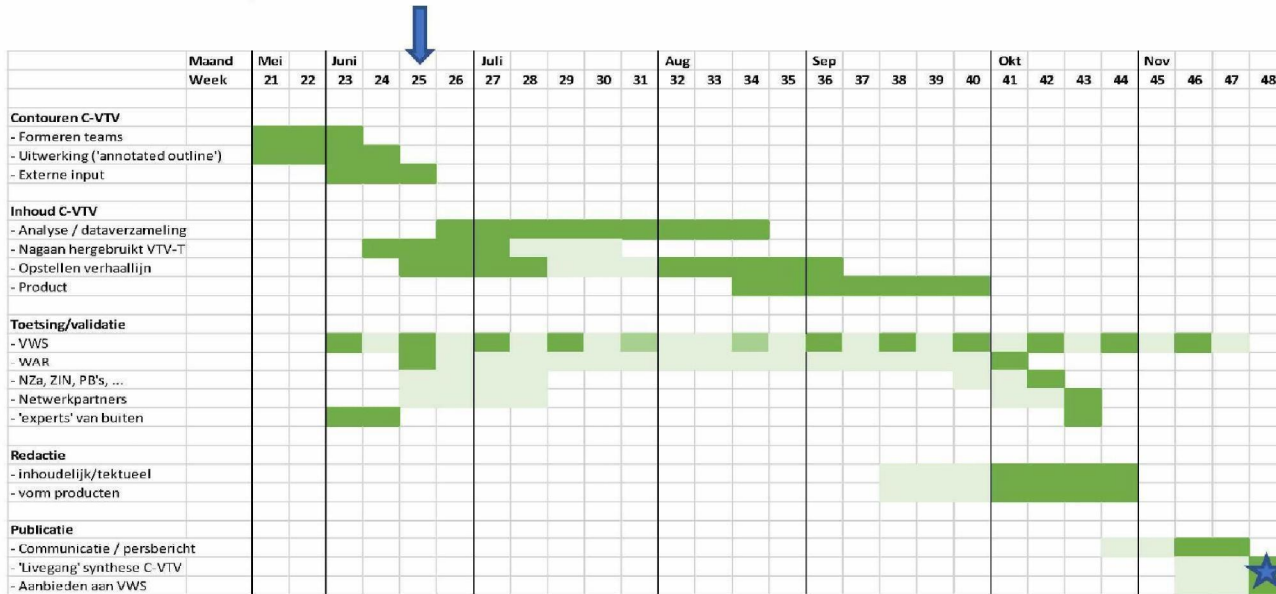 Maand Mei Juni Juli Aug Sep Okt Nov
Week 21 22 23 24 25 26 27 28 29 30 31 32 33 34 35 36 37 38 39 40 41 42 43 44 45 46 47 48
Contouren C-VTV
- Formeren teams
- Uitwerking ('annotated outline')
- Externe input
Inhoud C-VTV
- Analyse / dataverzameling
- Nagaan hergebruikt VTV-T
- Opstellen verhaallijn
- Product
Toetsing/validatie
- VWS
- WAR
- NZa, ZIN, PB's, ...
- Netwerkpartners
- 'experts' van buiten
Redactie
- inhoudelijk/tektueel
- vorm producten
Publicatie
- Communicatie / persbericht
- 'Livegang' synthese C-VTV
- Aanbieden aan VWS